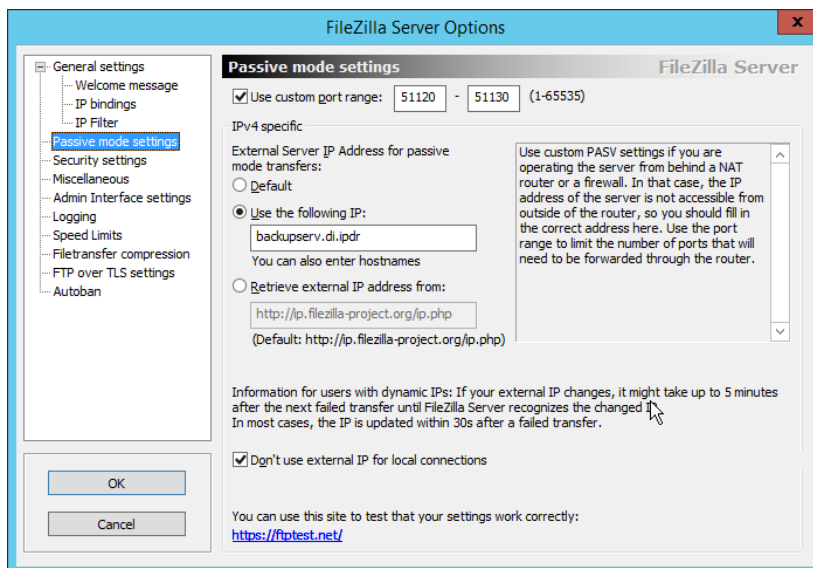 FileZilla Server Options
x
General settings
Welcome message
IP bindings
IP Filter
Passive mode settings
Security settings
Miscellaneous
Admin Interface settings
Logging
Speed Limits
Filetransfer compression
FTP over TLS settings
Autoban
OK
Cancel
Passive mode settings
FileZilla Server
Use custom port range: 51120 - 51130 (1-65535)
IPv4 specific
External Server IP Address for passive
mode transfers:
Default
Use the following IP:
backupserv.di.ipdr
You can also enter hostnames
Retrieve external IP address from:
http://ip.filezilla-project.org/ip.php
(Default: http://ip.filezilla-project.org/ip.php)
Use custom PASV settings if you are
operating the server from behind a NAT
router or a firewall. In that case, the IP
address of the server is not accessible from
outside of the router, so you should fill in
the correct address here. Use the port
range to limit the number of ports that will
need to be forwarded through the router.
Information for users with dynamic IPs: If your external IP changes, it might take up to 5 minutes
after the next failed transfer until FileZilla Server recognizes the changed IP.
In most cases, the IP is updated within 30s after a failed transfer.
Don't use external IP for local connections
You can use this site to test that your settings work correctly:
https://ftptest.net/